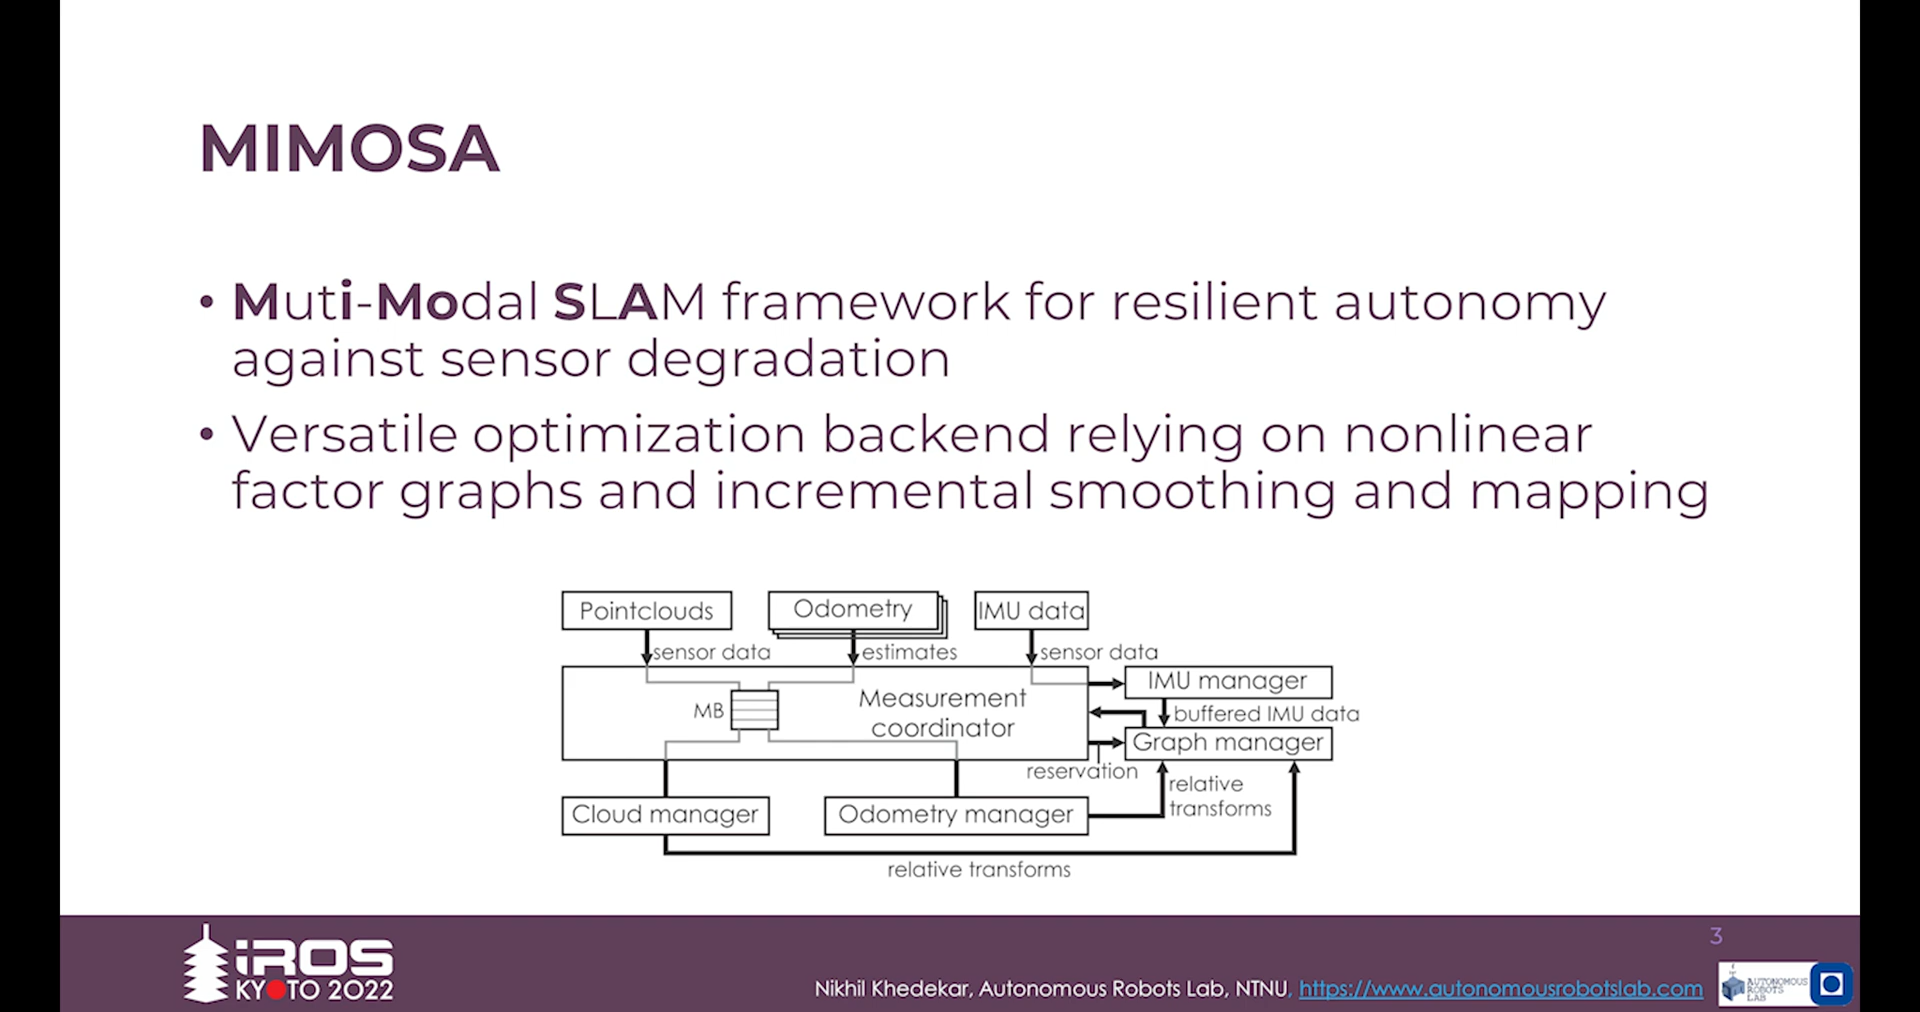 MIMOSA
• Muti-Modal SLAM framework for resilient autonomy
against sensor degradation
• Versatile optimization backend relying on nonlinear
factor graphs and incremental smoothing and mapping
Pointclouds
Odometry
IMU data
sensor data
estimates
sensor data
MB
Measurement
coordinator
IMU manager
buffered IMU data
Graph manager
reservation
relative
transforms
Cloud manager
Odometry manager
relative transforms
3
iROS
KYOTO 2022
Nikhil Khedekar, Autonomous Robots Lab, NTNU, https://www.autonomousrobotslab.com
AUTONOMOUS
ROBOTS
LAB